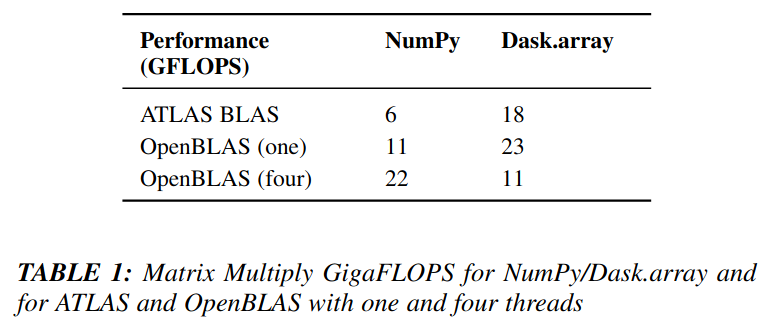 Performance (GFLOPS) NumPy Dask.array
ATLAS BLAS 6 18
OpenBLAS (one) 11 23
OpenBLAS (four) 22 11
TABLE 1: Matrix Multiply GigaFLOPS for NumPy/Dask.array and
for ATLAS and OpenBLAS with one and four threads